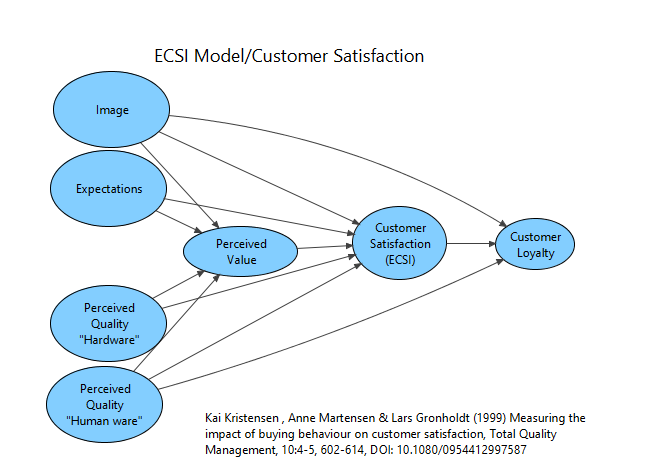 ECSI Model/Customer Satisfaction
Image
Expectations
Perceived
Value
Customer
Satisfaction
(ECSI)
Customer
Loyalty
Perceived
Quality
"Hardware"
Perceived
Quality
"Human ware"
Kai Kristensen , Anne Martensen & Lars Gronholdt (1999) Measuring the
impact of buying behaviour on customer satisfaction, Total Quality
Management, 10:4-5, 602-614, DOI: 10.1080/0954412997587